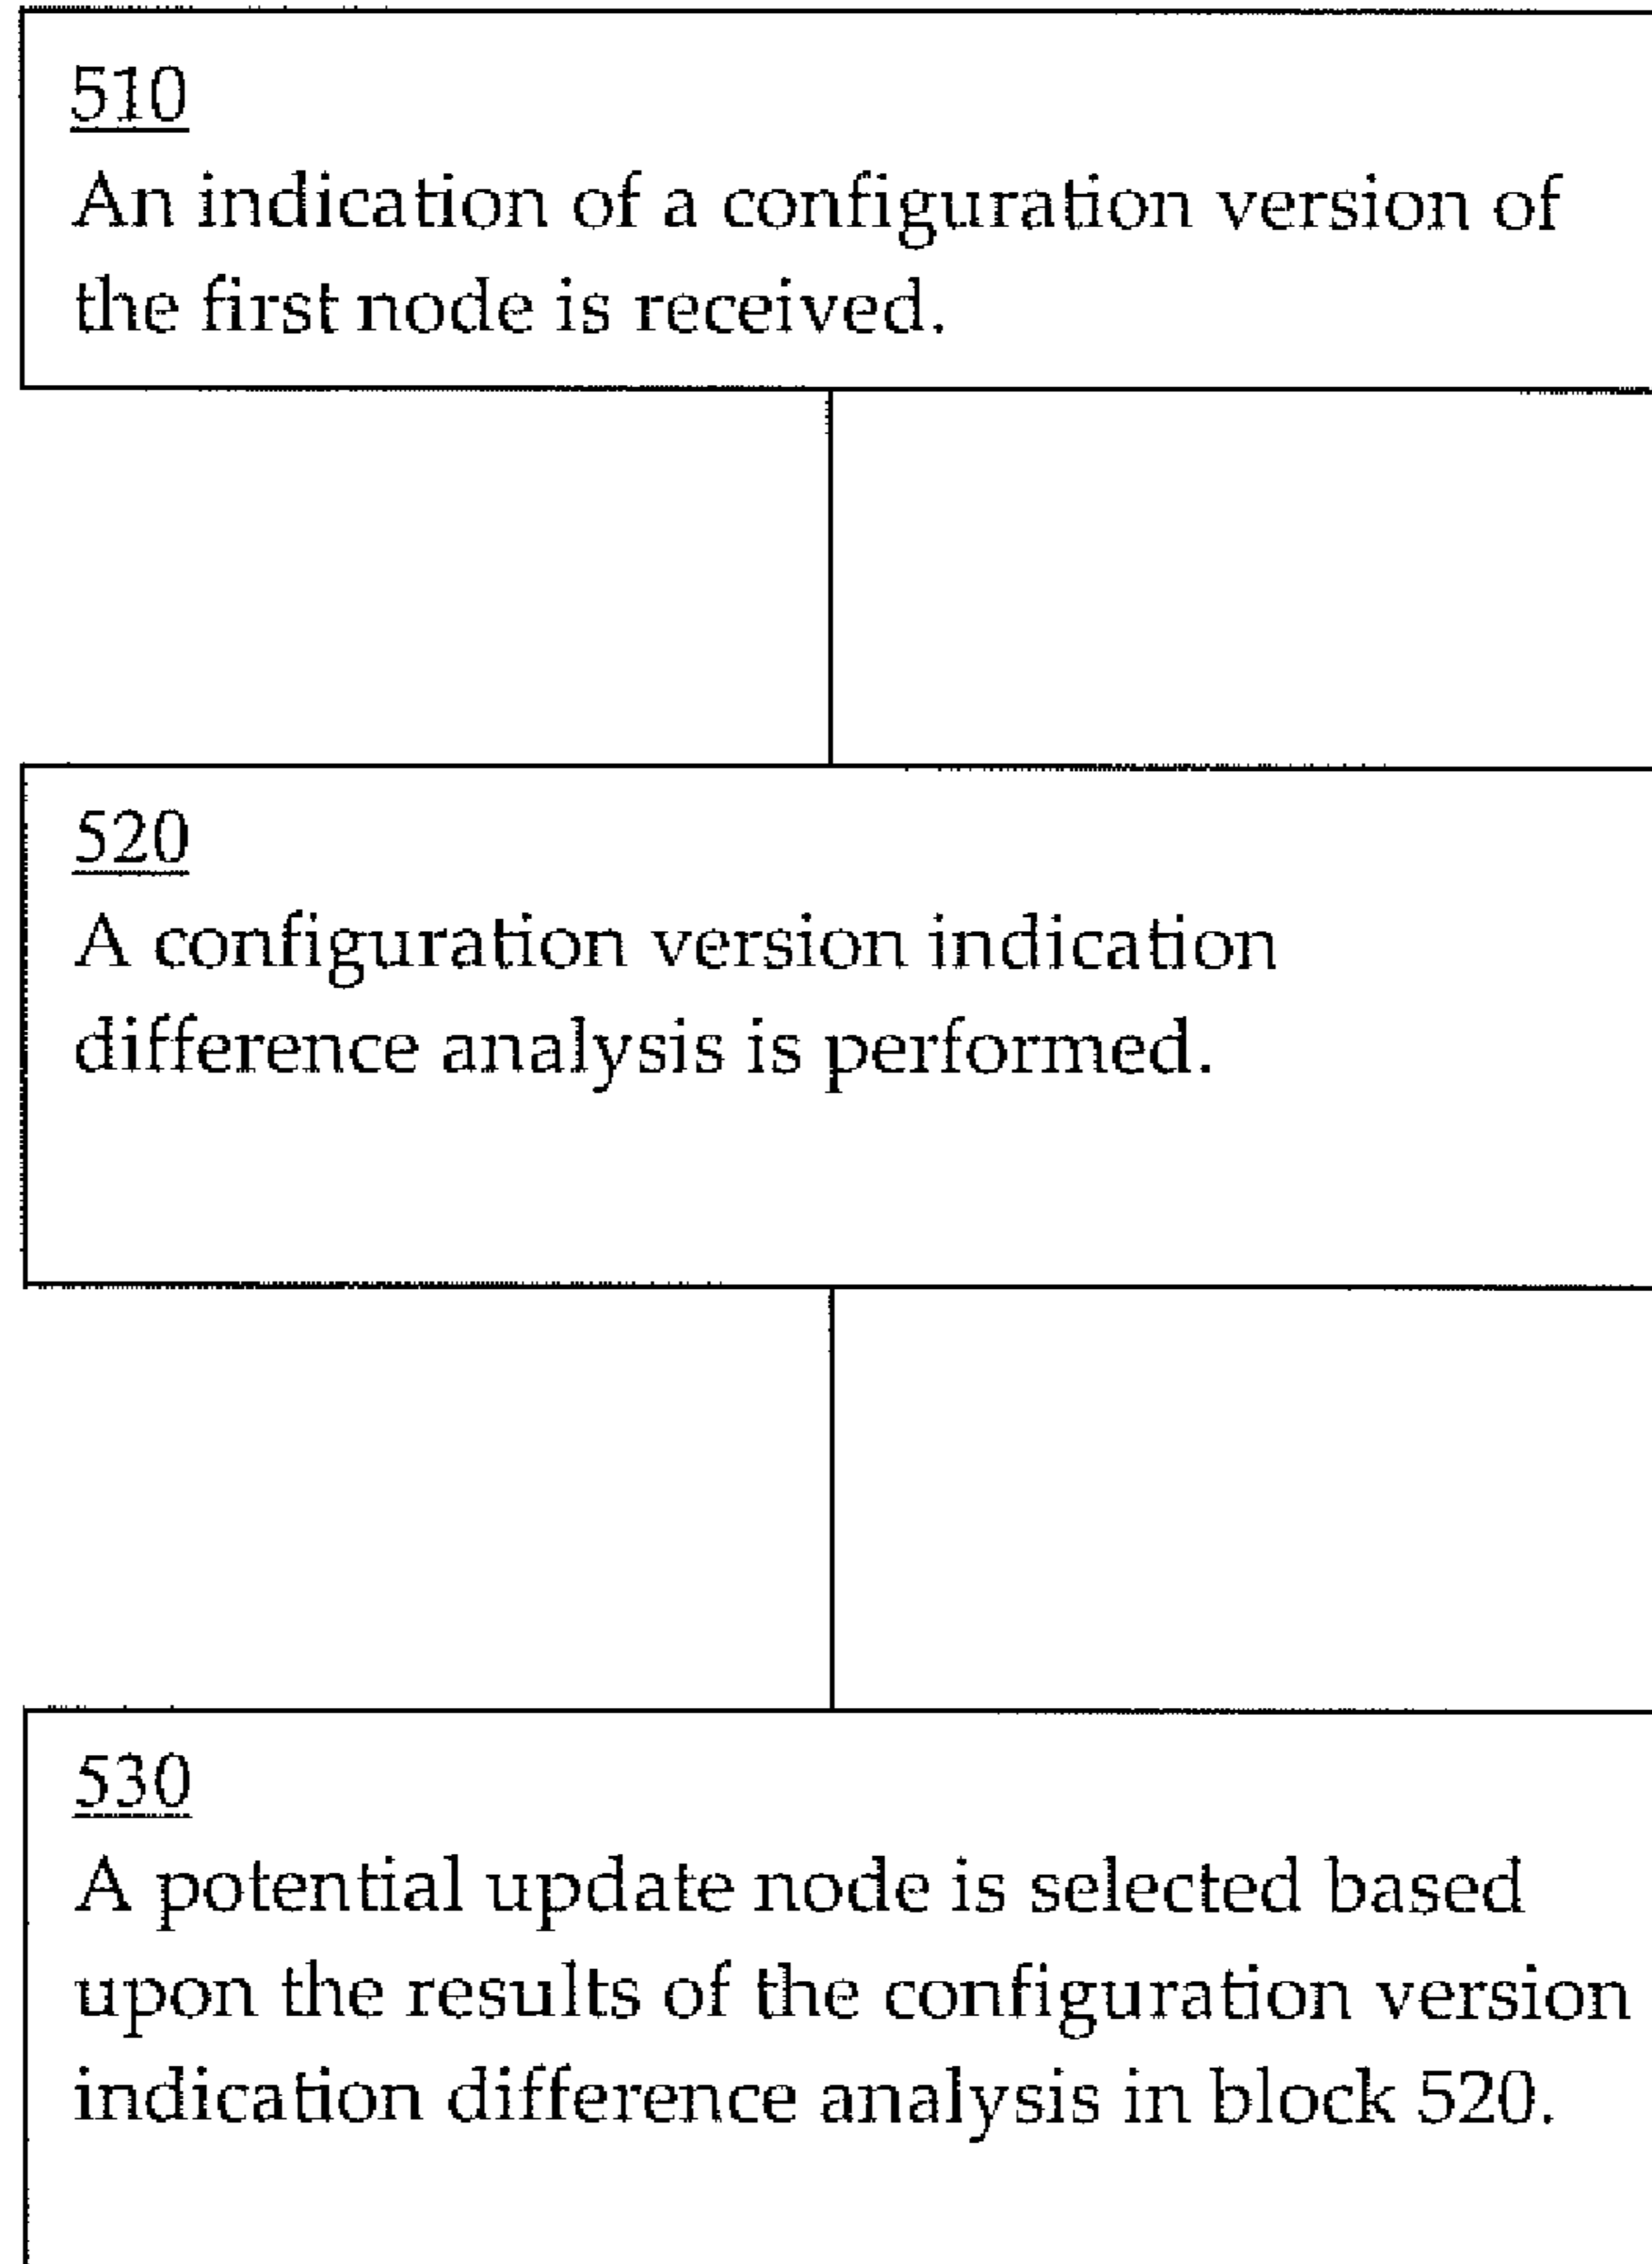 510
An indication of a configuration version of
the first node is received.
520
A configuration version indication
difference analysis is performed.
530
A potential update node is selected based
upon the results of the configuration version
indication difference analysis in block 520.